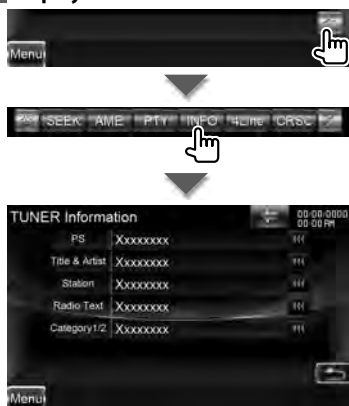 Menu
SEEK AME PTY INFO 4Line CRSC
TUNER Information
00/00/0000
00:00 PM
PS Xxxxxxxx
Title & Artist Xxxxxxxx
Station Xxxxxxxx
Radio Text Xxxxxxxx
Category1/2 Xxxxxxxx
Menu